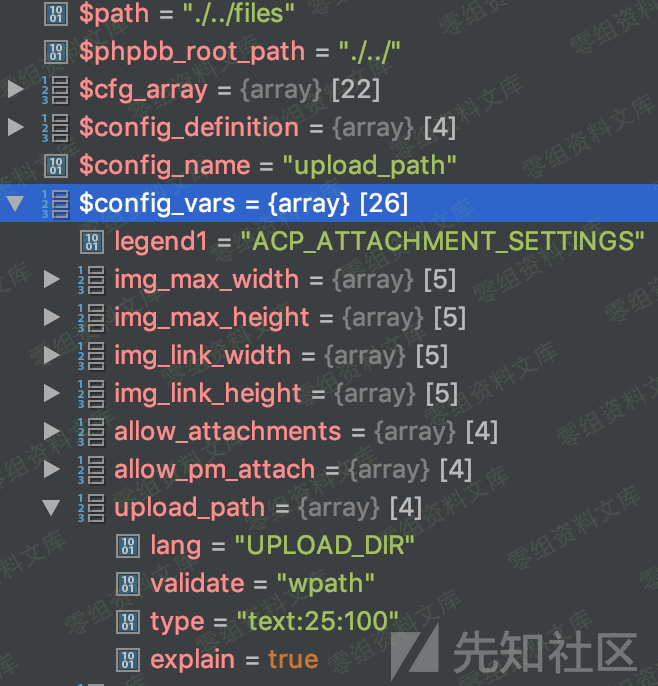 $path = "./../files"
$phpbb_root_path = "./../"
$cfg_array = {array} [22]
$config_definition = {array} [4]
$config_name = "upload_path"
$config_vars = {array} [26]
legend1 = "ACP_ATTACHMENT_SETTINGS"
img_max_width = {array} [5]
img_max_height = {array} [5]
img_link_width = {array} [5]
img_link_height = {array} [5]
allow_attachments = {array} [4]
allow_pm_attach = {array} [4]
upload_path = {array} [4]
lang = "UPLOAD_DIR"
validate = "wpath"
type = "text:25:100"
explain = true
先知社区
零组资料文库